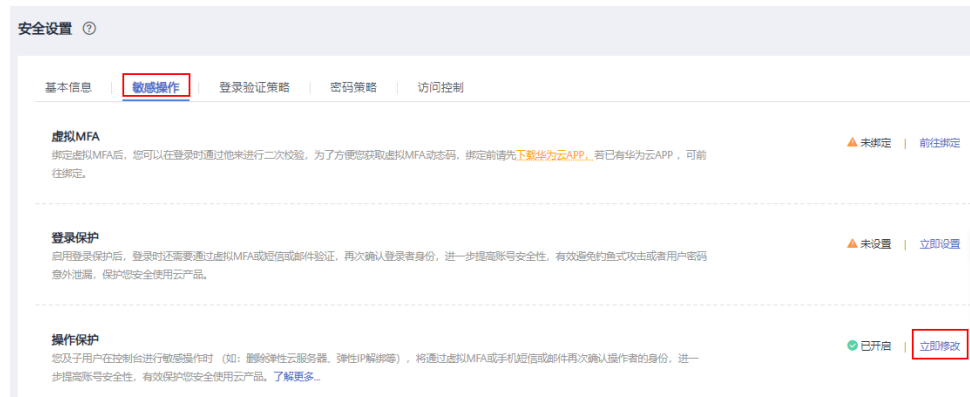 安全设置 ?
基本信息 | 敏感操作 | 登录验证策略 | 密码策略 | 访问控制
虚拟MFA
绑定虚拟MFA后，您可以在登录时通过他来进行二次校验，为了方便您获取虚拟MFA动态码，绑定前请先下载华为云APP，若已有华为云APP ，可前
往绑定。
未绑定 | 前往绑定
登录保护
启用登录保护后，登录时还需要通过虚拟MFA或短信或邮件验证，再次确认登录者身份，进一步提高账号安全性，有效避免钓鱼式攻击或者用户密码
意外泄漏，保护您安全使用云产品。
未设置 | 立即设置
操作保护
您及子用户在控制台进行敏感操作时 （如：删除弹性云服务器、弹性IP解绑等），将通过虚拟MFA或手机短信或邮件再次确认操作者的身份，进一
步提高账号安全性，有效保护您安全使用云产品。了解更多...
已开启 | 立即修改